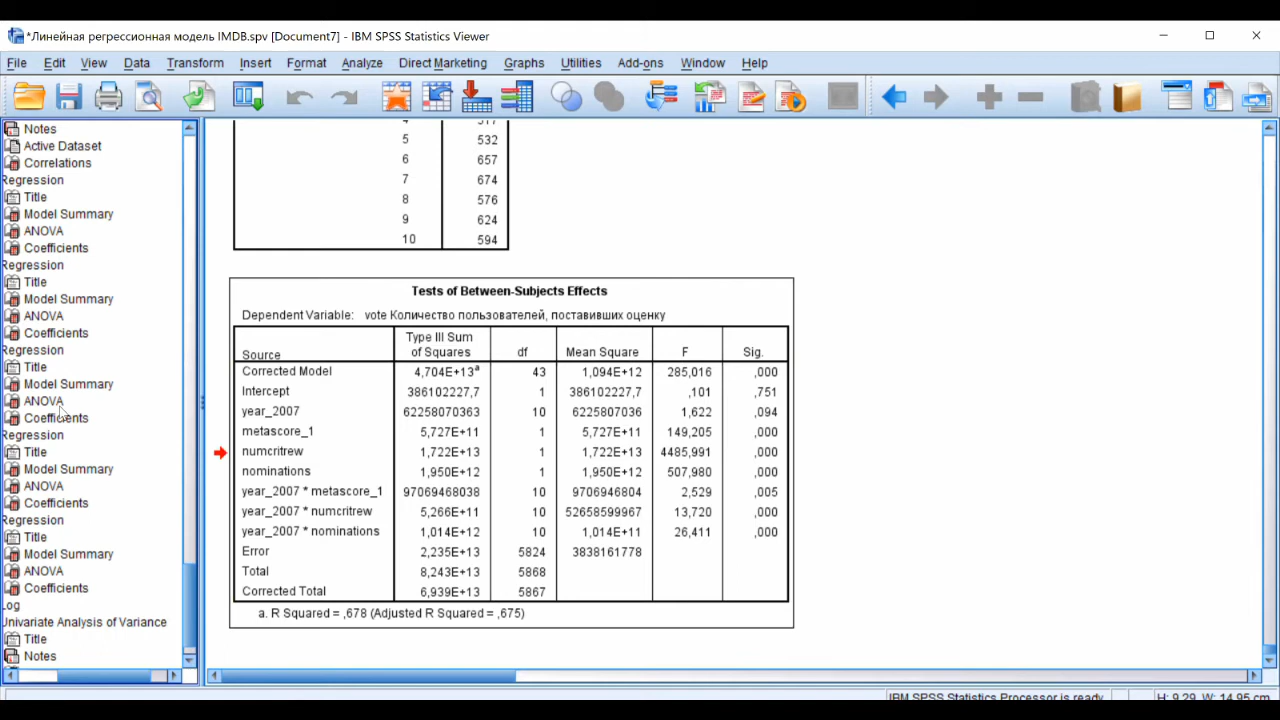 *Линейная регрессионная модель IMDB.spv [Document7] - IBM SPSS Statistics Viewer
File Edit View Data Transform Insert Format Analyze Direct Marketing Graphs Utilities Add-ons Window Help
Notes
Active Dataset
Correlations
Regression
Title
Model Summary
ANOVA
Coefficients
Regression
Title
Model Summary
ANOVA
Coefficients
Regression
Title
Model Summary
ANOVA
Coefficients
Regression
Title
Model Summary
ANOVA
Coefficients
Regression
Title
Model Summary
ANOVA
Coefficients
Log
Univariate Analysis of Variance
Title
Notes
5 532
6 657
7 674
8 576
9 624
10 594
Tests of Between-Subjects Effects
Dependent Variable: vote Количество пользователей, поставивших оценку
Source Type III Sum of Squares df Mean Square F Sig.
Corrected Model 4,704E+13a 43 1,094E+12 285,016 ,000
Intercept 386102227,7 1 386102227,7 ,101 ,751
year_2007 62258070363 10 6225807036 1,622 ,094
metascore_1 5,727E+11 1 5,727E+11 149,205 ,000
numcritrew 1,722E+13 1 1,722E+13 4485,991 ,000
nominations 1,950E+12 1 1,950E+12 507,980 ,000
year_2007 * metascore_1 97069468038 10 9706946804 2,529 ,005
year_2007 * numcritrew 5,266E+11 10 52658599967 13,720 ,000
year_2007 * nominations 1,014E+12 10 1,014E+11 26,411 ,000
Error 2,235E+13 5824 3838161778
Total 8,243E+13 5868
Corrected Total 6,939E+13 5867
a. R Squared = ,678 (Adjusted R Squared = ,675)
IBM SPSS Statistics Processor is ready
H: 9.29, W: 14.95 cm